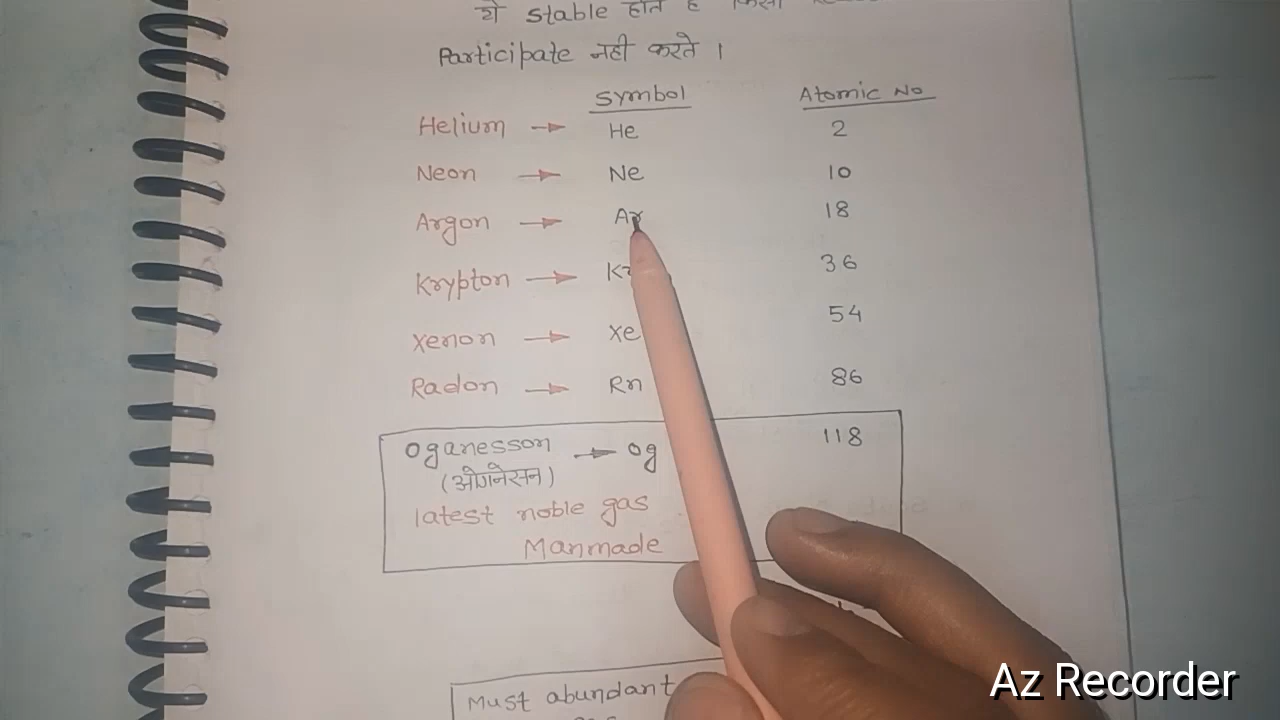 ये stable होते है किसी
Participate नही करते ।
Symbol Atomic No
Helium → He 2
Neon → Ne 10
Argon → Ar 18
Krypton → Kr 36
Xenon → Xe 54
Radon → Rn 86
Oganesson → Og 118
(ओगनेसन)
latest noble gas
Manmade
Must abundant
Az Recorder